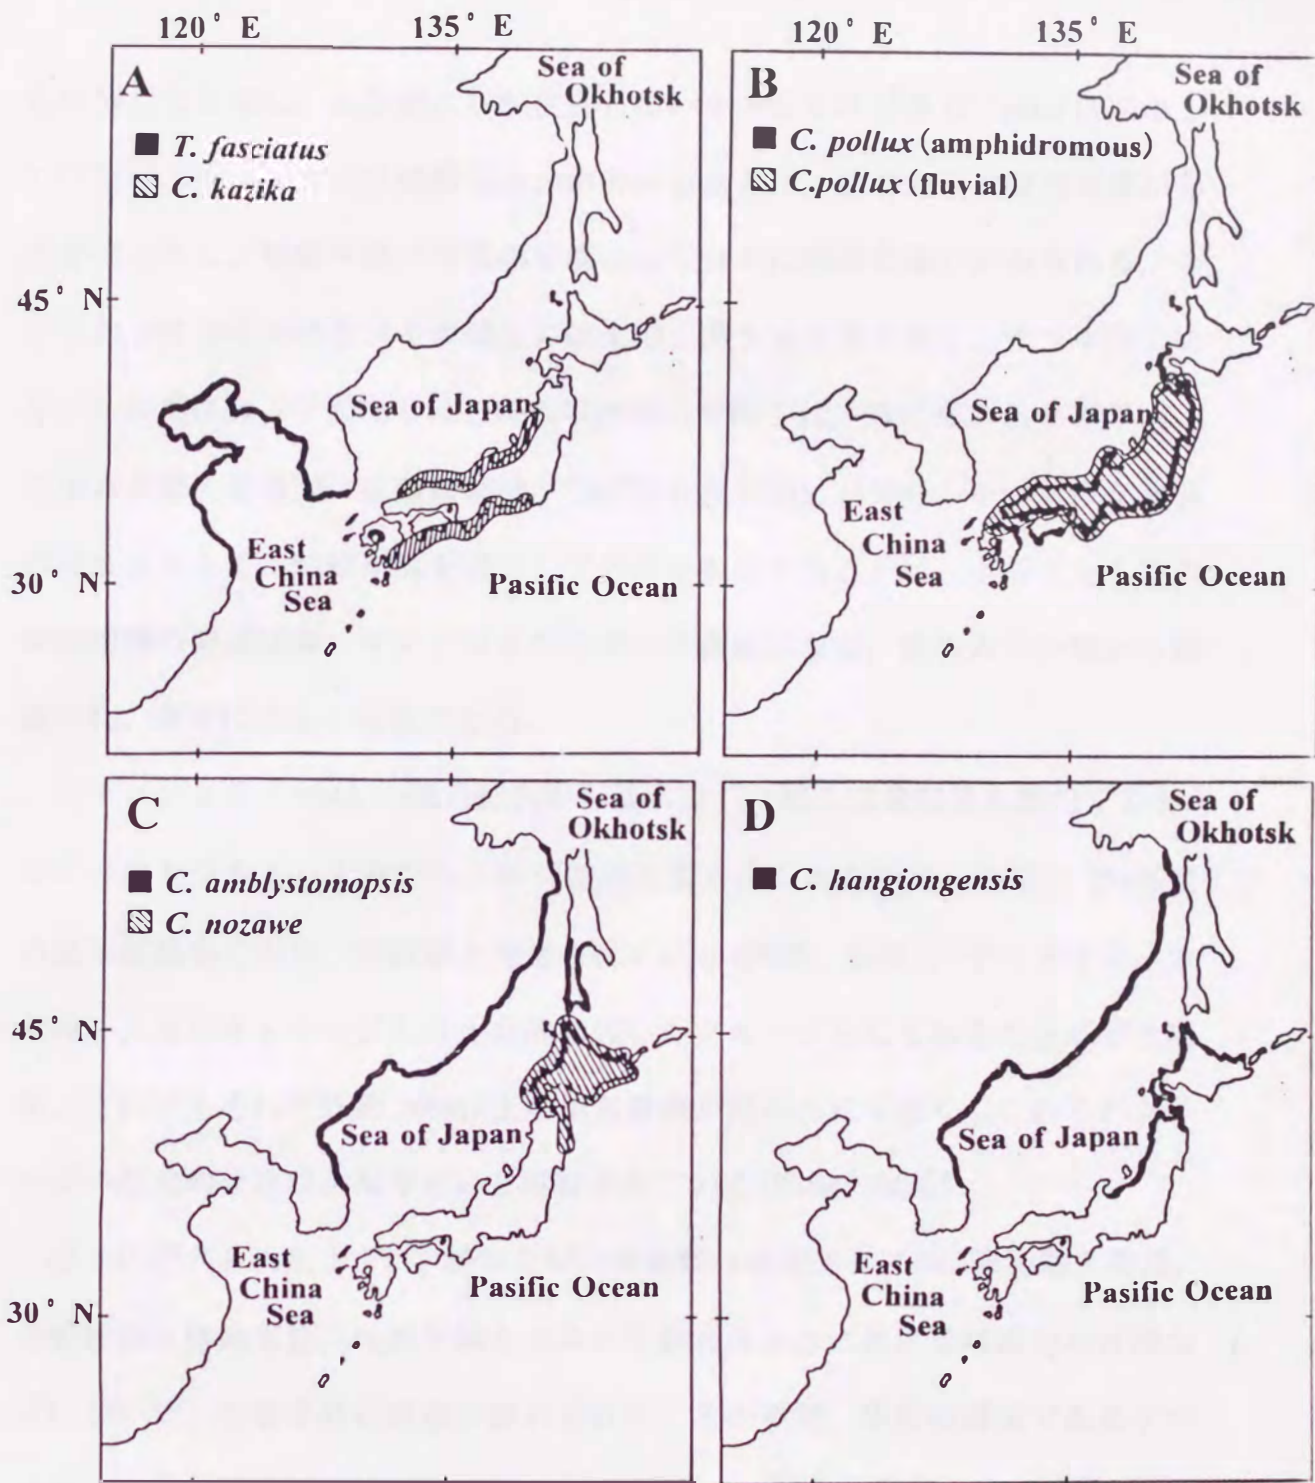 120° E
135° E
120° E
135° E
A
Sea of
Okhotsk
T. fasciatus
C. kazika
45° N
Sea of Japan
East
China
Sea
30° N
Pasific Ocean
B
Sea of
Okhotsk
C. pollux (amphidromous)
C.pollux (fluvial)
Sea of Japan
East
China
Sea
Pasific Ocean
C
Sea of
Okhotsk
C. amblystomopsis
C. nozawe
45° N
Sea of Japan
East
China
Sea
30° N
Pasific Ocean
D
Sea of
Okhotsk
C. hangiongensis
Sea of Japan
East
China
Sea
Pasific Ocean